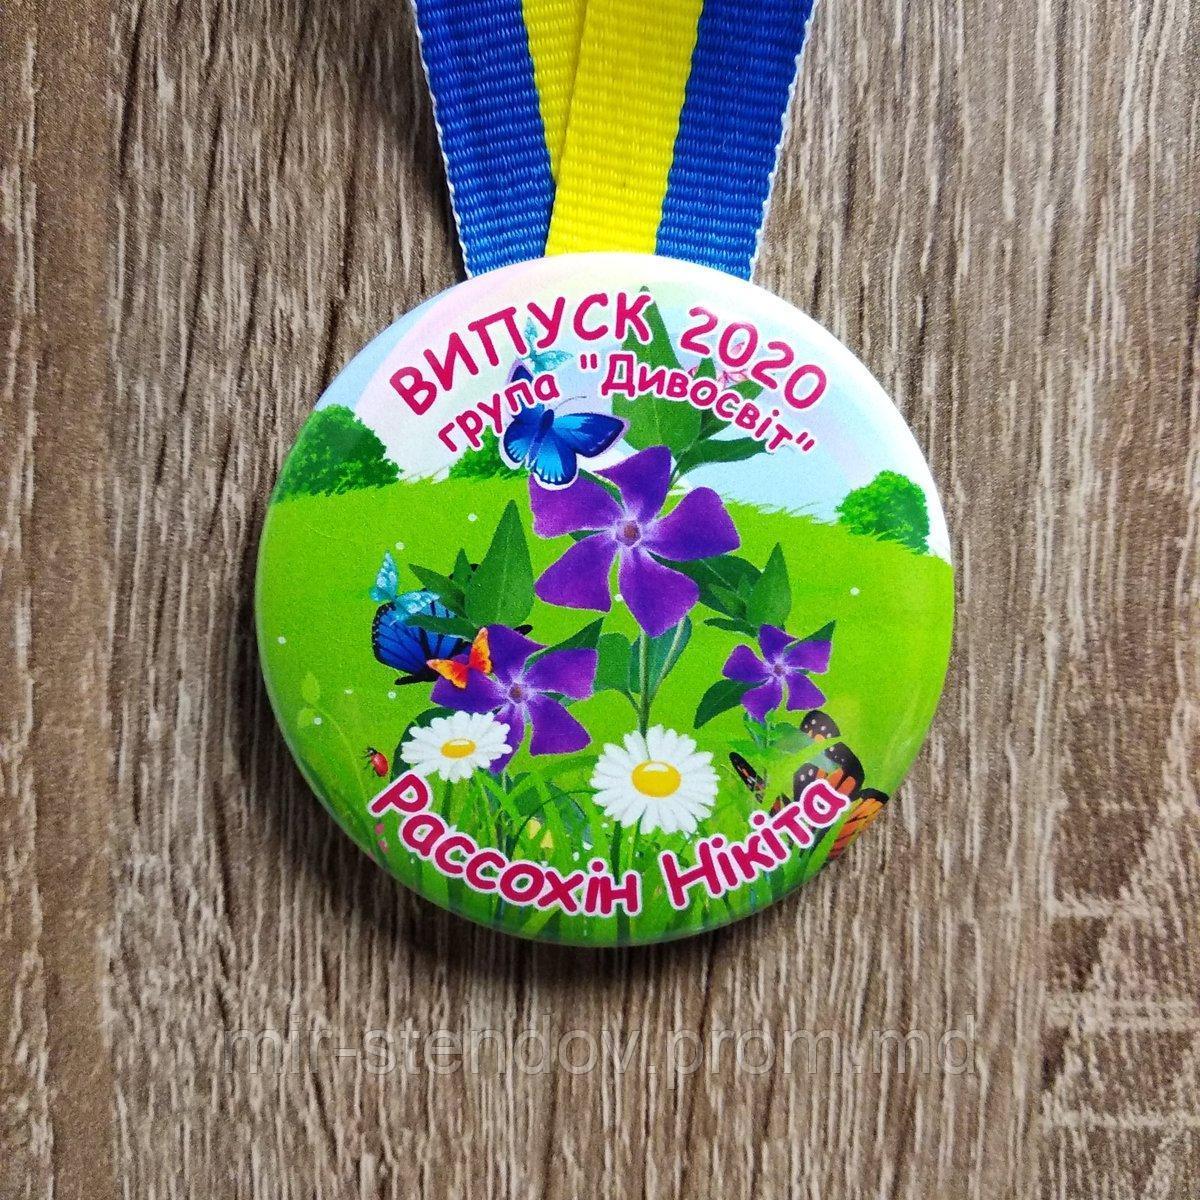 ВИПУСК 2020
група "Дивосвіт"
Рассохін Нікіта
mir-stendov.prom.md